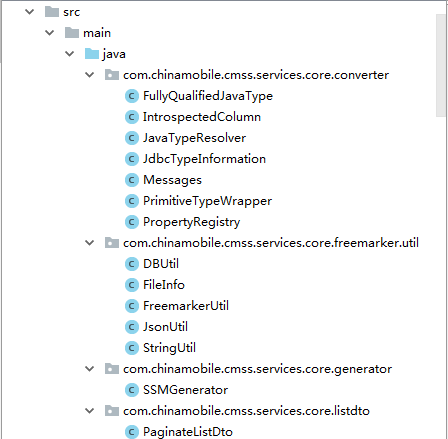 src
main
java
com.chinamobile.cmss.services.core.converter
FullyQualifiedJavaType
IntrospectedColumn
JavaTypeResolver
JdbcTypeInformation
Messages
PrimitiveTypeWrapper
PropertyRegistry
com.chinamobile.cmss.services.core.freemarker.util
DBUtil
FileInfo
FreemarkerUtil
JsonUtil
StringUtil
com.chinamobile.cmss.services.core.generator
SSMGenerator
com.chinamobile.cmss.services.core.listdto
PaginateListDto